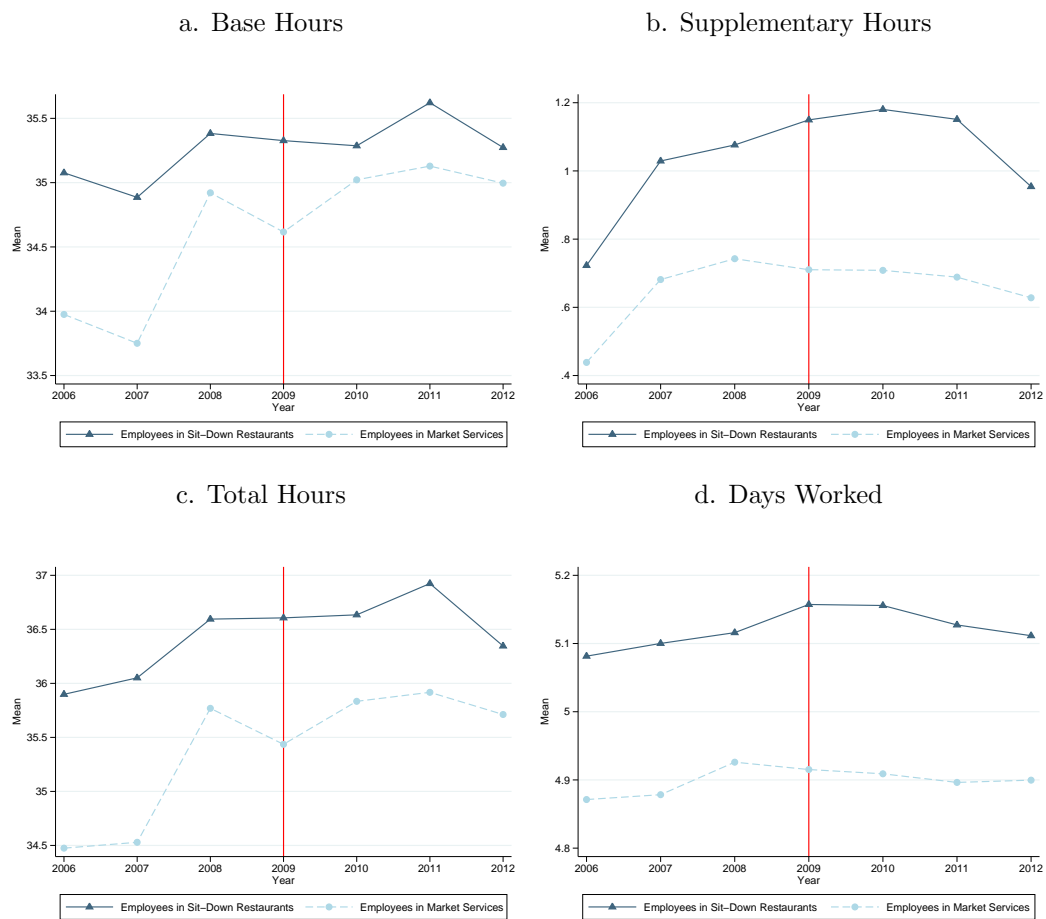 a. Base Hours
35.5
35
34.5
34
33.5
Mean
2006 2007 2008 2009 2010 2011 2012
Year
Employees in Sit−Down Restaurants Employees in Market Services
b. Supplementary Hours
1.2
1
.8
.6
.4
Mean
2006 2007 2008 2009 2010 2011 2012
Year
Employees in Sit−Down Restaurants Employees in Market Services
c. Total Hours
37
36.5
36
35.5
35
34.5
Mean
2006 2007 2008 2009 2010 2011 2012
Year
Employees in Sit−Down Restaurants Employees in Market Services
d. Days Worked
5.2
5.1
5
4.9
4.8
Mean
2006 2007 2008 2009 2010 2011 2012
Year
Employees in Sit−Down Restaurants Employees in Market Services